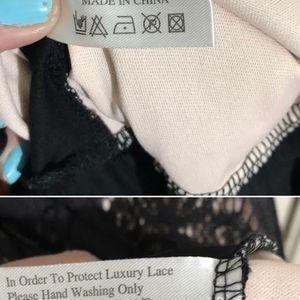 MADE IN CHINA
In Order To Protect Luxury Lace
Please Hand Washing Only